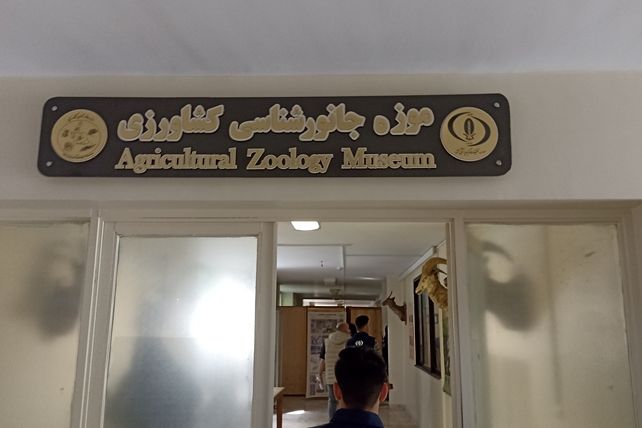 موزه جانورشناسی کشاورزی
Agricultural Zoology Museum